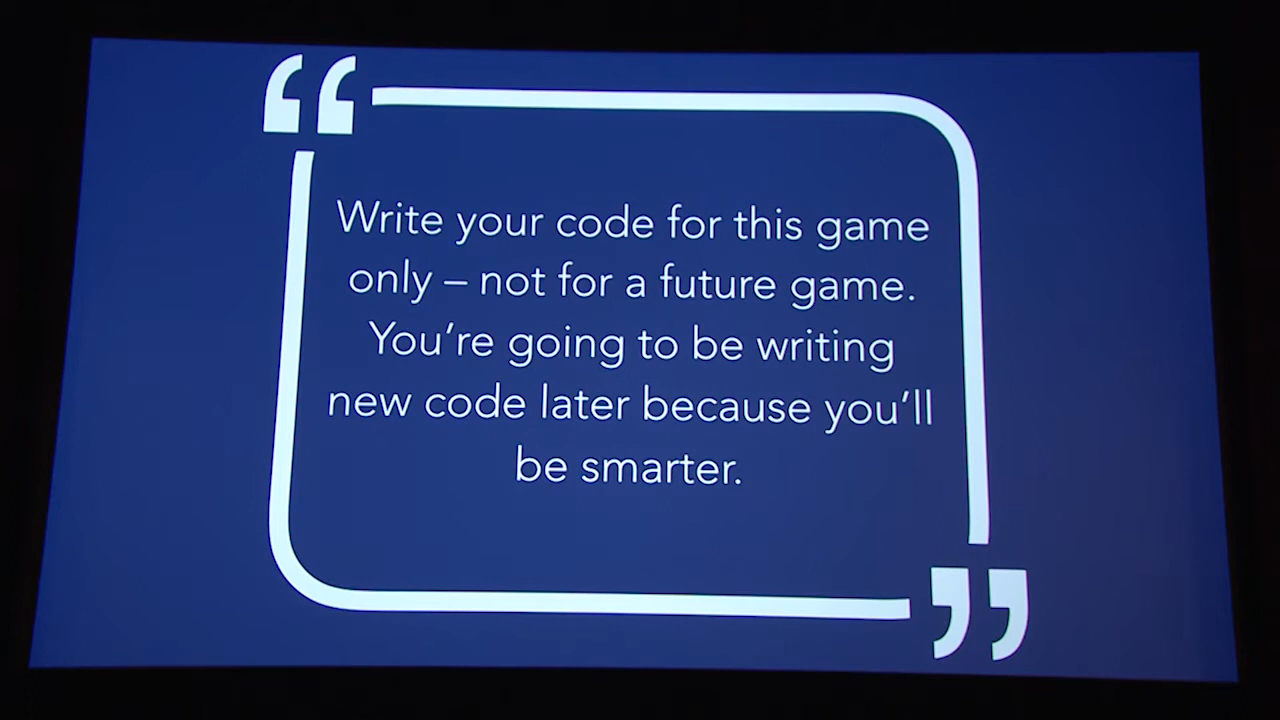 Write your code for this game
only – not for a future game.
You're going to be writing
new code later because you'll
be smarter.